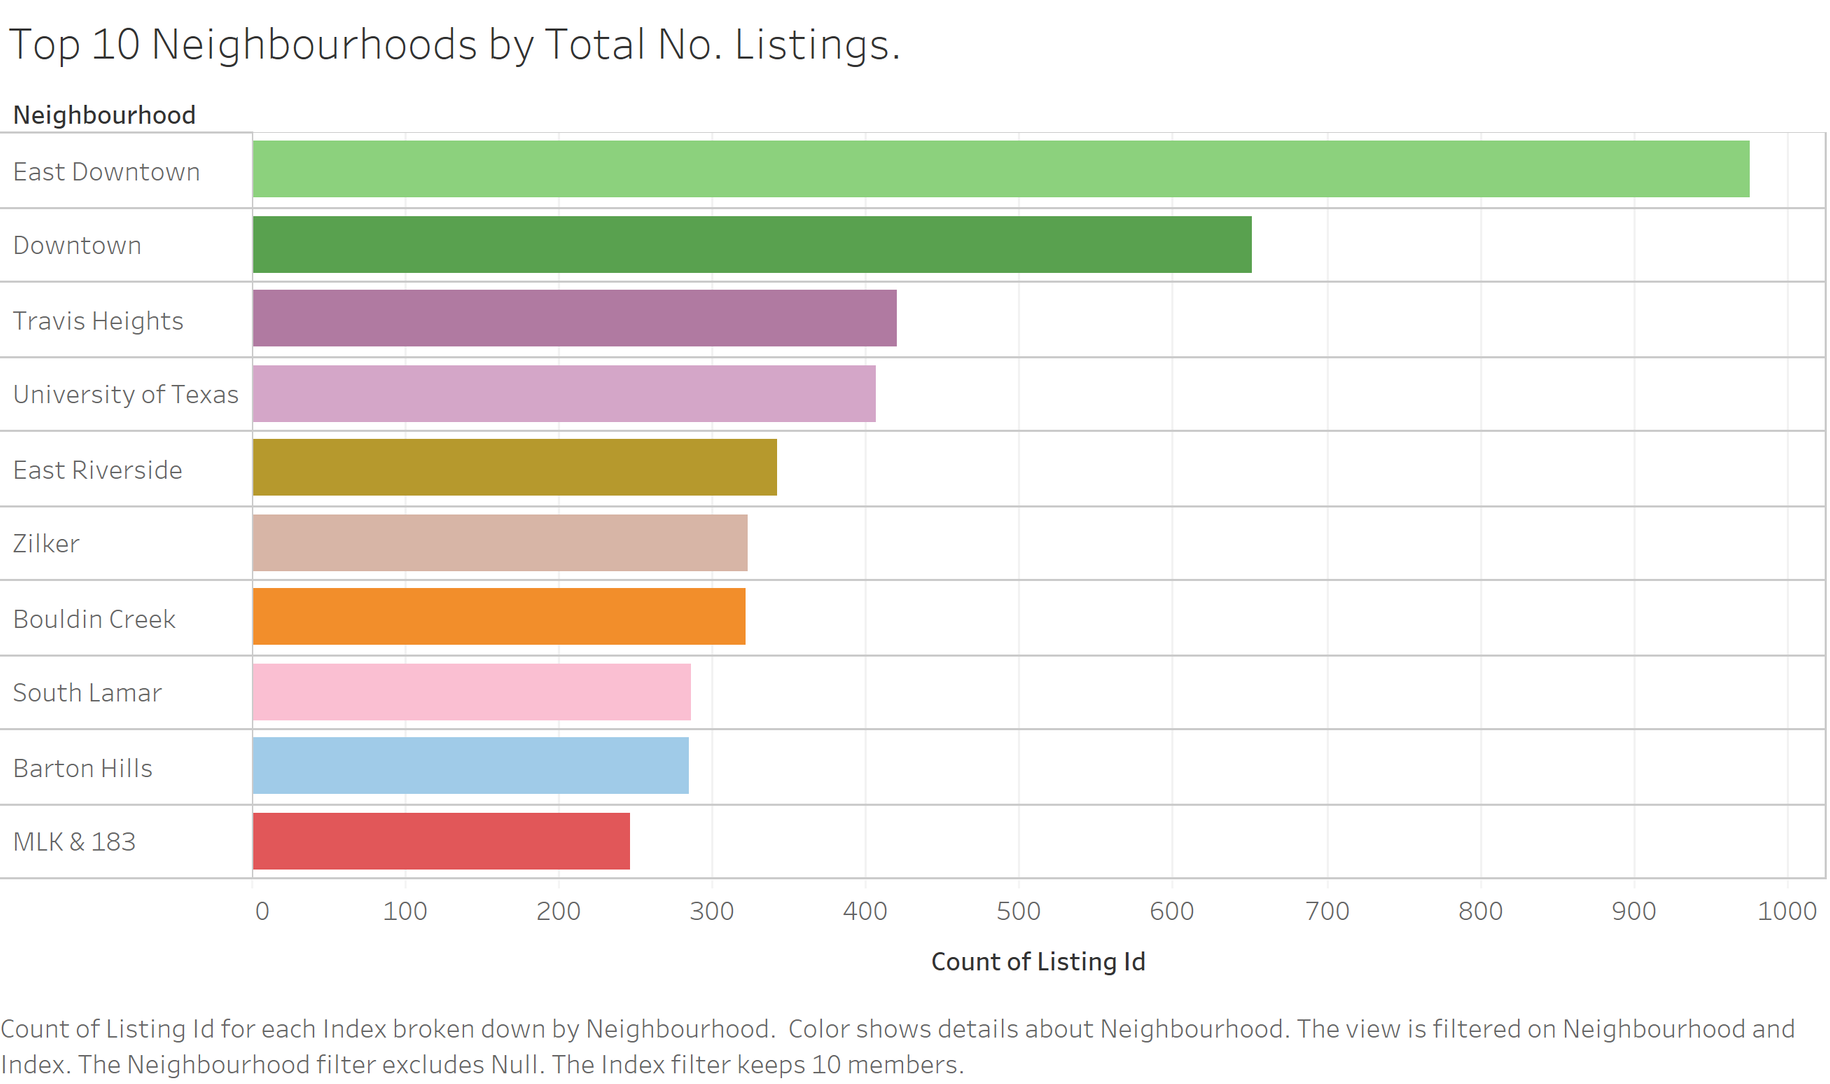 Top 10 Neighbourhoods by Total No. Listings.
Neighbourhood
East Downtown
Downtown
Travis Heights
University of Texas
East Riverside
Zilker
Bouldin Creek
South Lamar
Barton Hills
MLK & 183
0 100 200 300 400 500 600 700 800 900 1000
Count of Listing Id
Count of Listing Id for each Index broken down by Neighbourhood.  Color shows details about Neighbourhood. The view is filtered on Neighbourhood and
Index. The Neighbourhood filter excludes Null. The Index filter keeps 10 members.